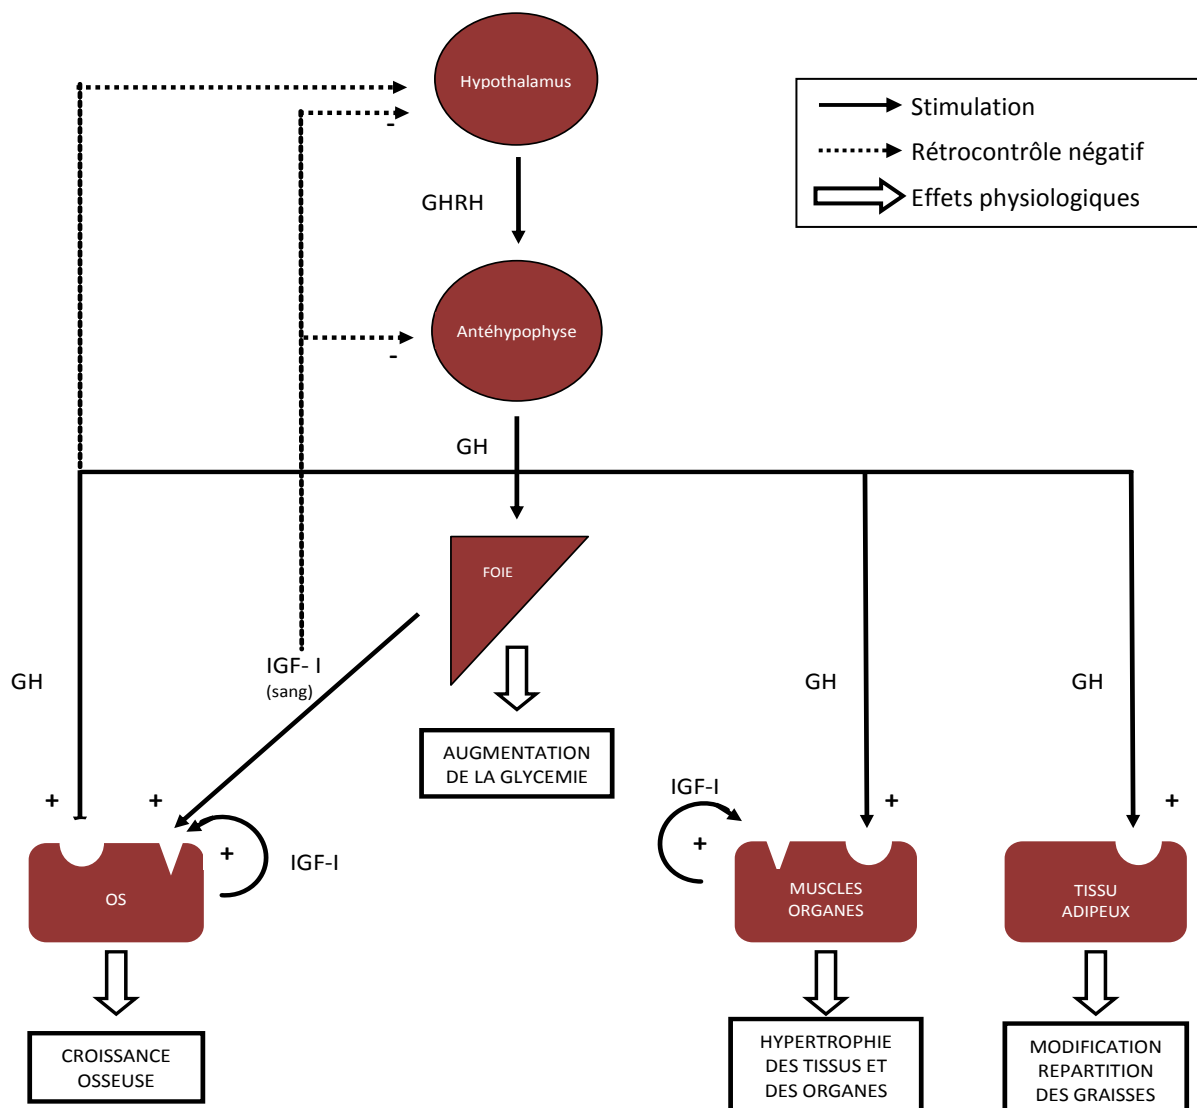 Hypothalamus
Stimulation
Rétrocontrôle négatif
Effets physiologiques
-
GHRH
Antéhypophyse
-
GH
FOIE
IGF- I
(sang)
GH
GH
GH
AUGMENTATION
DE LA GLYCEMIE
IGF-I
+
+
+
+
+
+
IGF-I
OS
MUSCLES
ORGANES
TISSU
ADIPEUX
CROISSANCE
OSSEUSE
HYPERTROPHIE
DES TISSUS ET
DES ORGANES
MODIFICATION
REPARTITION
DES GRAISSES